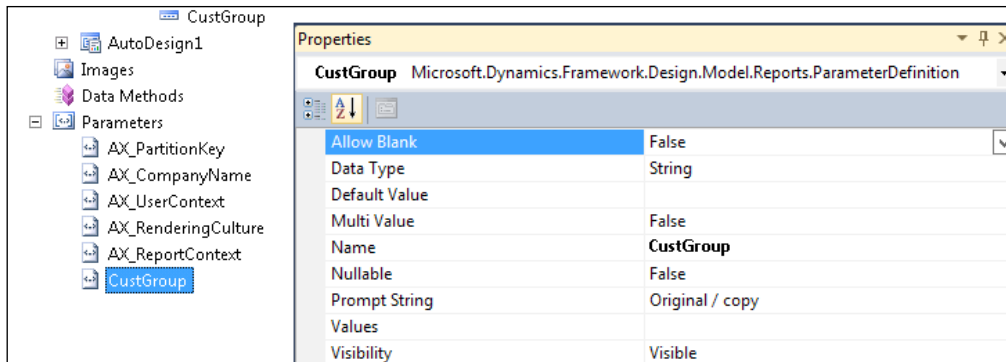 CustGroup
AutoDesign1
Images
Data Methods
Parameters
AX_PartitionKey
AX_CompanyName
AX_UserContext
AX_RenderingCulture
AX_ReportContext
CustGroup
Properties
CustGroup Microsoft.Dynamics.Framework.Design.Model.Reports.ParameterDefinition
Allow Blank False
Data Type String
Default Value
Multi Value False
Name CustGroup
Nullable False
Prompt String Original / copy
Values
Visibility Visible